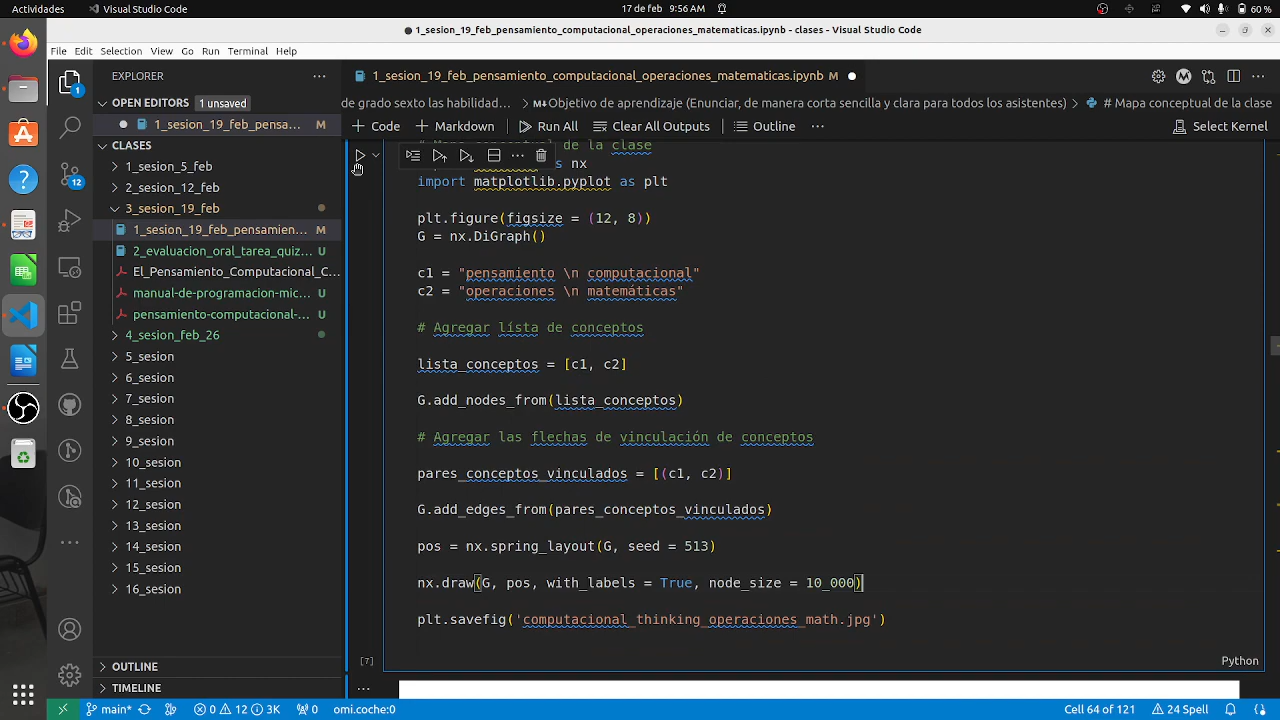 Actividades
Visual Studio Code
17 de feb  9:56 AM
60 %
1_sesion_19_feb_pensamiento_computacional_operaciones_matematicas.ipynb - clases - Visual Studio Code
File Edit Selection View Go Run Terminal Help
EXPLORER
OPEN EDITORS 1 unsaved
1_sesion_19_feb_pensa... M
CLASES
1_sesion_5_feb
2_sesion_12_feb
3_sesion_19_feb
1_sesion_19_feb_pensamien... M
2_evaluacion_oral_tarea_quiz... U
El_Pensamiento_Computacional_C...
manual-de-programacion-mic... U
pensamiento-computacional-... U
4_sesion_feb_26
5_sesion
6_sesion
7_sesion
8_sesion
9_sesion
10_sesion
11_sesion
12_sesion
13_sesion
14_sesion
15_sesion
16_sesion
OUTLINE
TIMELINE
1
12
1_sesion_19_feb_pensamiento_computacional_operaciones_matematicas.ipynb M
de grado sexto las habilidad... > Objetivo de aprendizaje (Enunciar, de manera corta sencilla y clara para todos los asistentes) > # Mapa conceptual de la clase
+ Code + Markdown Run All Clear All Outputs Outline ... Select Kernel
de la clase
s nx
import matplotlib.pyplot as plt
plt.figure(figsize = (12, 8))
G = nx.DiGraph()
c1 = "pensamiento \n computacional"
c2 = "operaciones \n matemáticas"
# Agregar lísta de conceptos
lista_conceptos = [c1, c2]
G.add_nodes_from(lista_conceptos)
# Agregar las flechas de vinculación de conceptos
pares_conceptos_vinculados = [(c1, c2)]
G.add_edges_from(pares_conceptos_vinculados)
pos = nx.spring_layout(G, seed = 513)
nx.draw(G, pos, with_labels = True, node_size = 10_000)
plt.savefig('computacional_thinking_operaciones_math.jpg')
[7]
Python
main* 0 12 3K 0 omi.coche:0 Cell 64 of 121 24 Spell